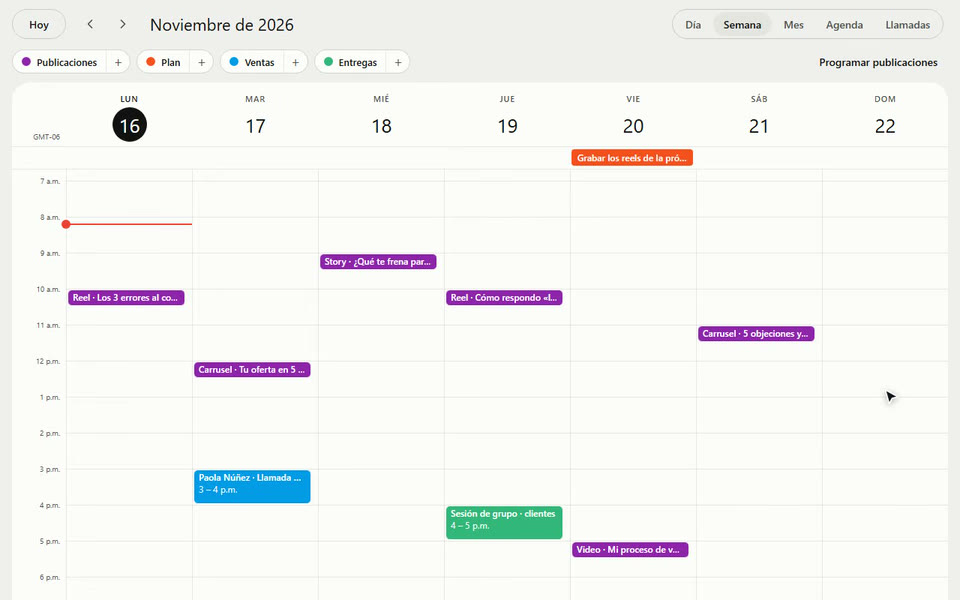 Hoy
Noviembre de 2026
Día Semana Mes Agenda Llamadas
Publicaciones + Plan + Ventas + Entregas +
Programar publicaciones
GMT-06
LUN 16
MAR 17
MIÉ 18
JUE 19
VIE 20
SÁB 21
DOM 22
Grabar los reels de la pró...
7 a.m.
8 a.m.
9 a.m.
Story · ¿Qué te frena par...
10 a.m.
Reel · Los 3 errores al co...
Reel · Cómo respondo «l...
11 a.m.
Carrusel · 5 objeciones y...
12 p.m.
Carrusel · Tu oferta en 5 ...
1 p.m.
2 p.m.
3 p.m.
Paola Núñez · Llamada ...
3 – 4 p.m.
4 p.m.
Sesión de grupo · clientes
4 – 5 p.m.
5 p.m.
Video · Mi proceso de v...
6 p.m.